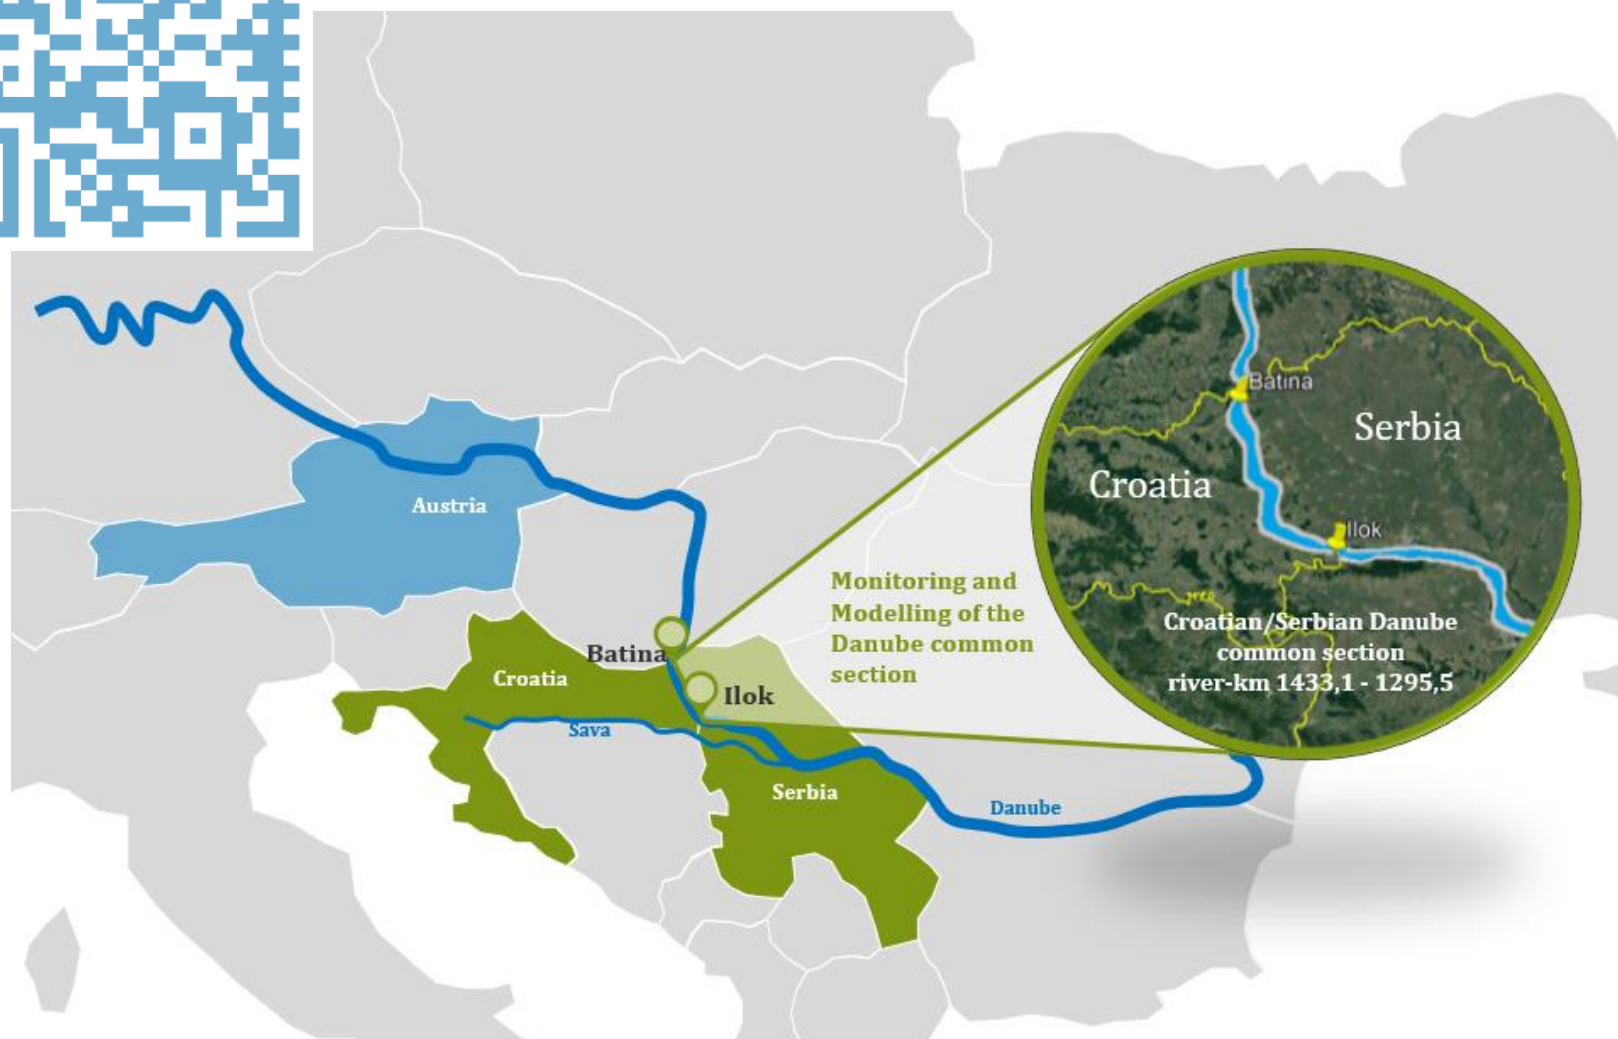 Austria
Batina
Croatia
Ilok
Sava
Serbia
Danube
Monitoring and
Modelling of the
Danube common
section
Batina
Serbia
Croatia
Ilok
Croatian/Serbian Danube
common section
river-km 1433,1 - 1295,5